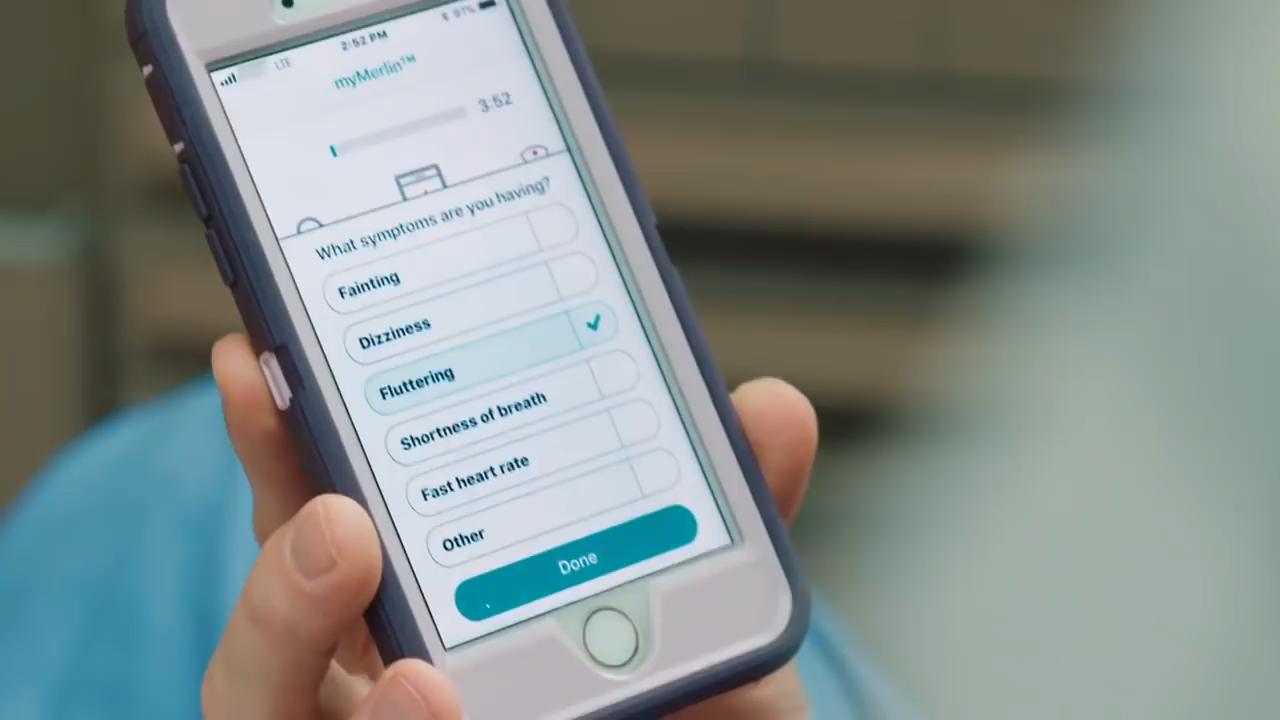 97%
2:52 PM
LTE
myMerlin™
3:52
What symptoms are you having?
Fainting
Dizziness
Fluttering
Shortness of breath
Fast heart rate
Other
Done